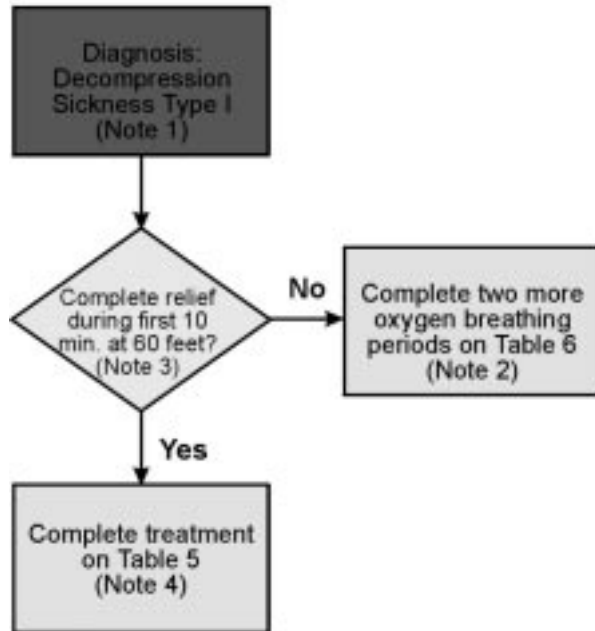 Diagnosis:
Decompression
Sickness Type I
(Note 1)
Complete relief
during first 10
min. at 60 feet?
(Note 3)
No
Complete two more
oxygen breathing
periods on Table 6
(Note 2)
Yes
Complete treatment
on Table 5
(Note 4)